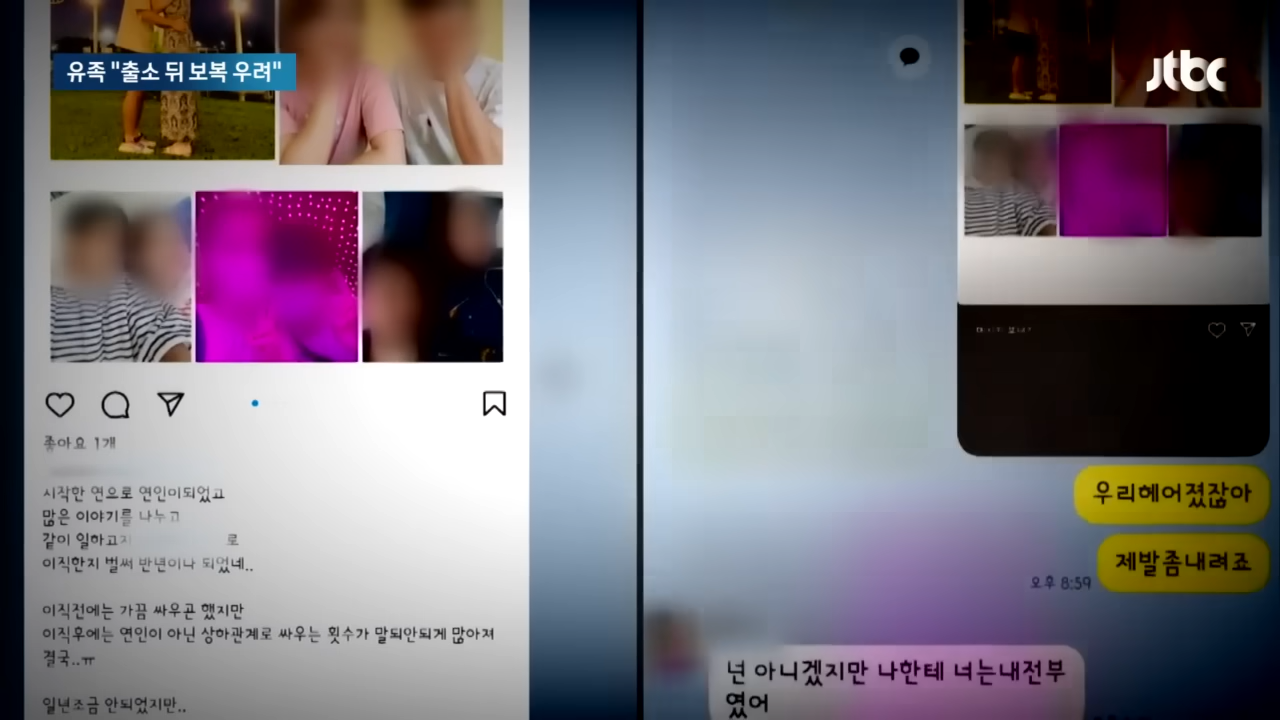 유족 "출소 뒤 보복 우려"
jtbc
좋아요 1개
시작한 연으로 연인이되었고
많은 이야기를 나누고
같이 일하고지 로
이직한지 벌써 반년이나 되었네..
이직전에는 가끔 싸우곤 했지만
이직후에는 연인이 아닌 상하관계로 싸우는 횟수가 말되안되게 많아져
결국..ㅠ
일년조금 안되었지만..
우리헤어졌잖아
제발좀내려죠
오후 8:59
넌 아니겠지만 나한테 너는내전부
였어